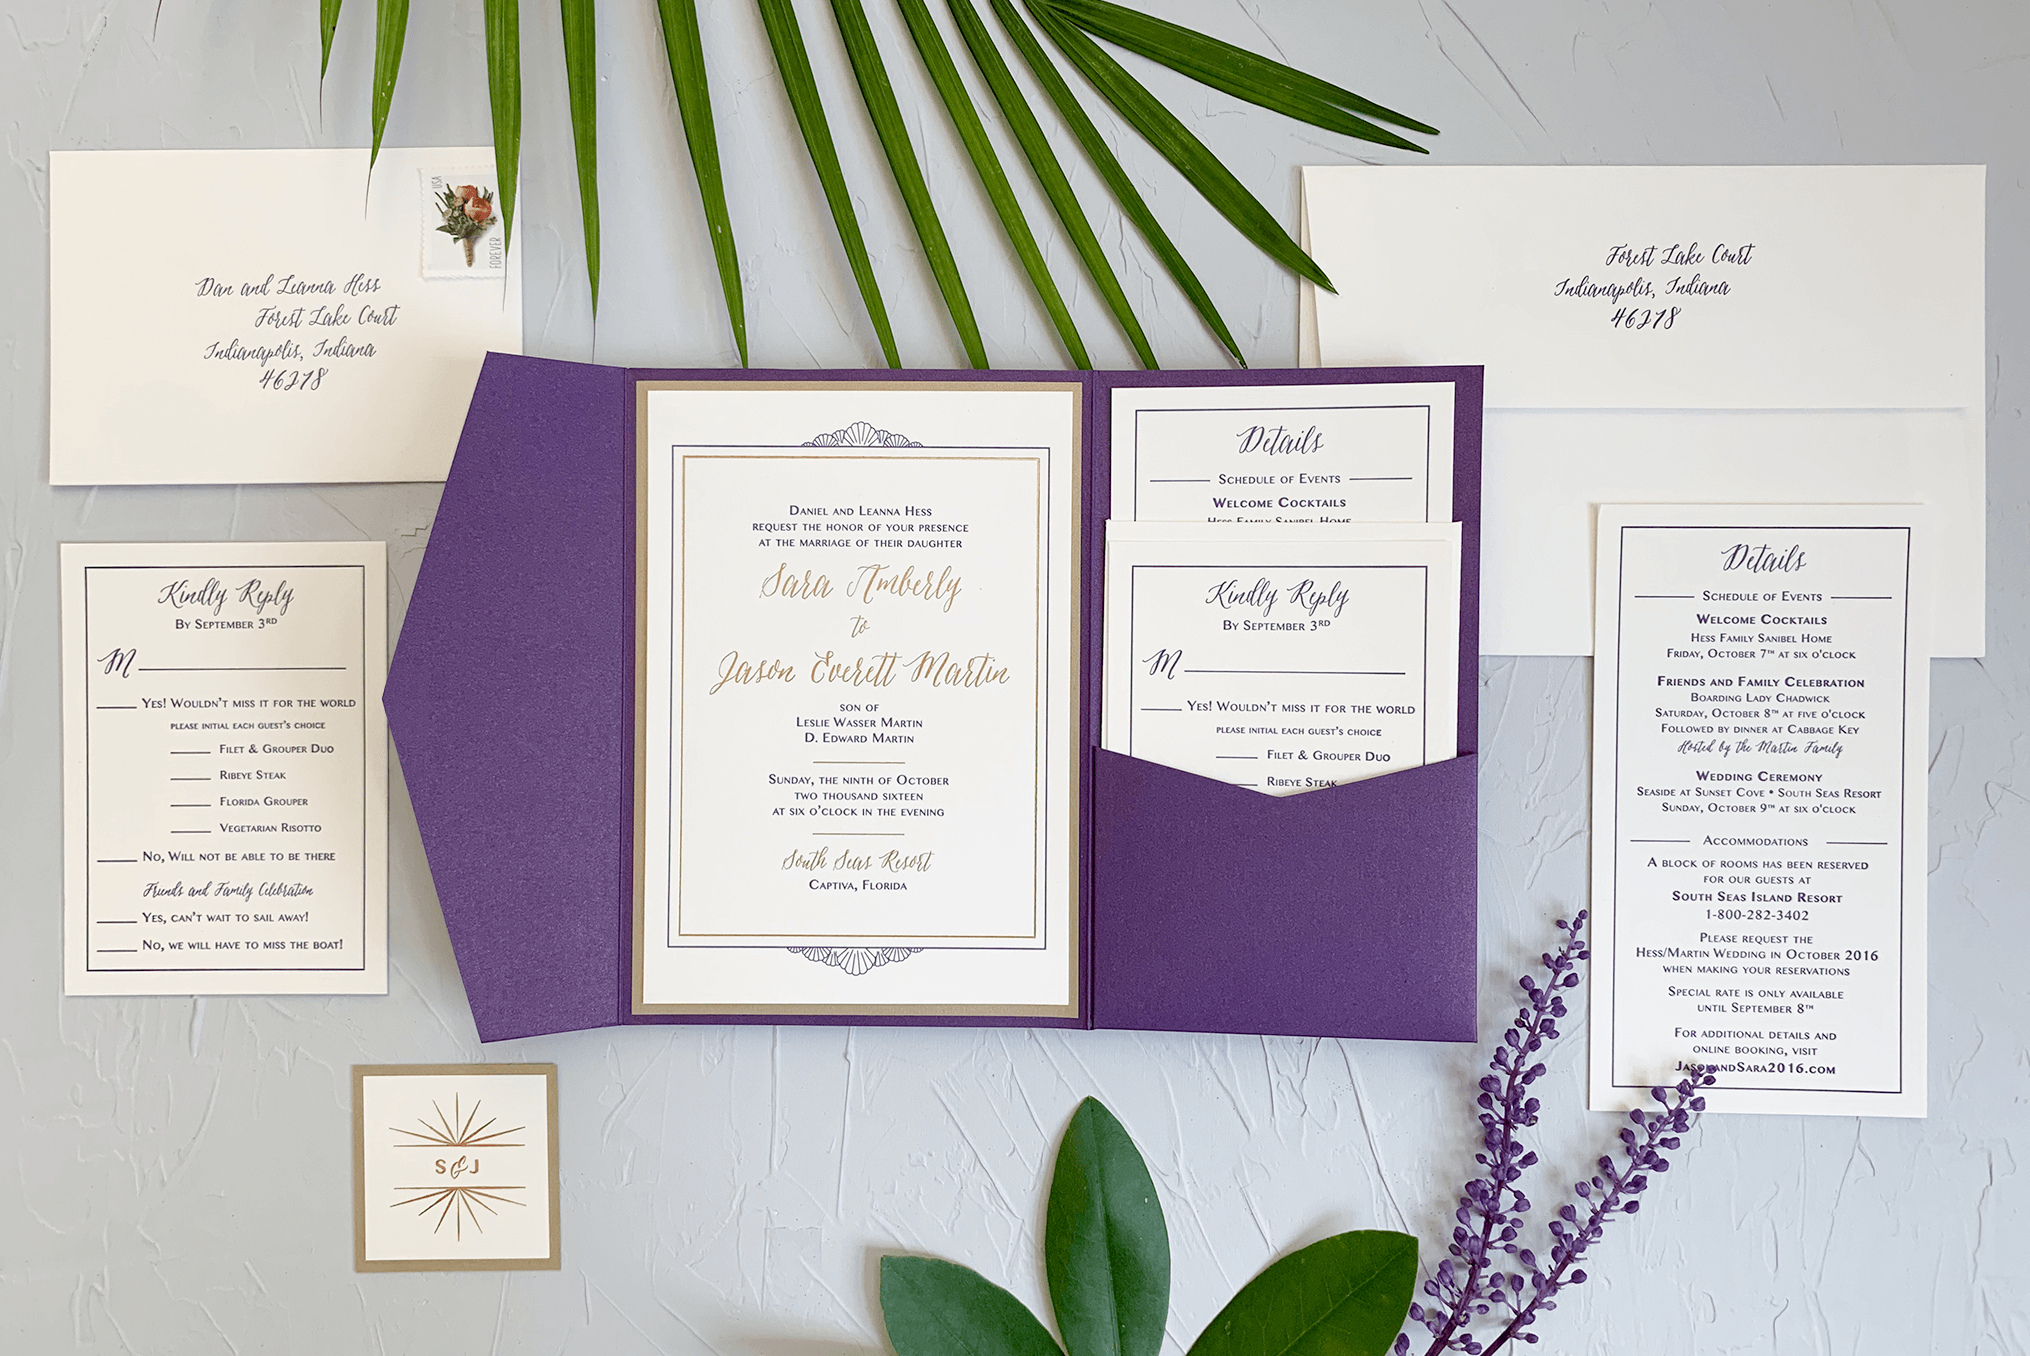 USA
FOREVER
Dan and Leanna Hess
Forest Lake Court
Indianapolis, Indiana
46278
Forest Lake Court
Indianapolis, Indiana
46278
Kindly Reply
By September 3RD
M
Yes! Wouldn't miss it for the world
please initial each guest's choice
Filet & Grouper Duo
Ribeye Steak
Florida Grouper
Vegetarian Risotto
No, Will not be able to be there
Friends and Family Celebration
Yes, can't wait to sail away!
No, we will have to miss the boat!
Daniel and Leanna Hess
request the honor of your presence
at the marriage of their daughter
Sara Amberly
to
Jason Everett Martin
son of
Leslie Wasser Martin
D. Edward Martin
Sunday, the ninth of October
two thousand sixteen
at six o'clock in the evening
South Seas Resort
Captiva, Florida
Details
Schedule of Events
Welcome Cocktails
Hess Family Sanibel Home
Kindly Reply
By September 3RD
M
Yes! Wouldn't miss it for the world
please initial each guest's choice
Filet & Grouper Duo
Ribeye Steak
Details
Schedule of Events
Welcome Cocktails
Hess Family Sanibel Home
Friday, October 7TH at six o'clock
Friends and Family Celebration
Boarding Lady Chadwick
Saturday, October 8TH at five o'clock
Followed by dinner at Cabbage Key
Hosted by the Martin Family
Wedding Ceremony
Seaside at Sunset Cove • South Seas Resort
Sunday, October 9TH at six o'clock
Accommodations
A block of rooms has been reserved
for our guests at
South Seas Island Resort
1-800-282-3402
Please request the
Hess/Martin Wedding in October 2016
when making your reservations
Special rate is only available
until September 8TH
For additional details and
online booking, visit
JasonandSara2016.com
S & J